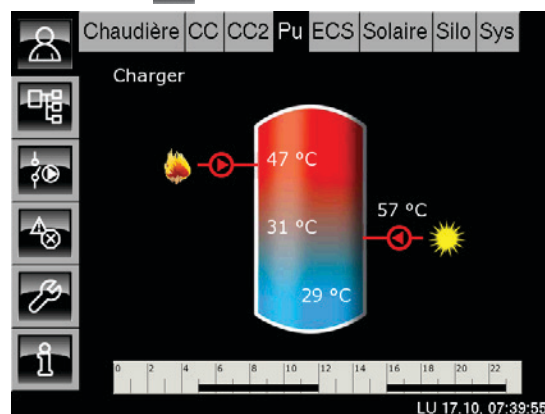 Chaudière CC CC2 Pu ECS Solaire Silo Sys
Charger
47 °C
57 °C
31 °C
29 °C
0 2 4 6 8 10 12 14 16 18 20 22
LU 17.10. 07:39:55